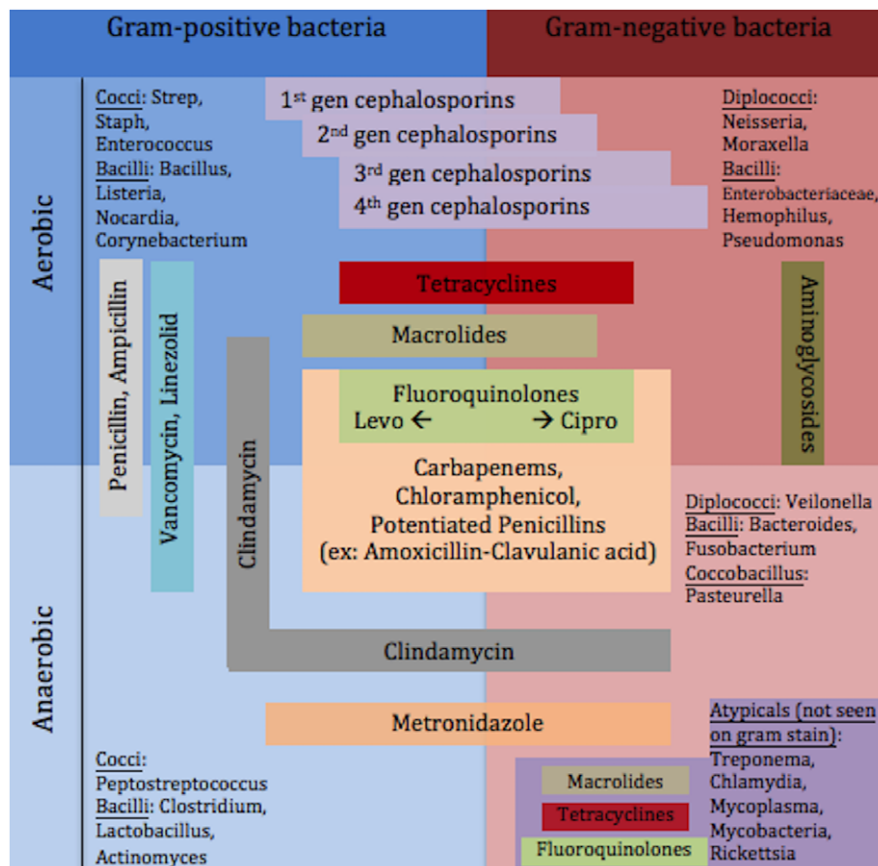 Gram-positive bacteria
Gram-negative bacteria
Aerobic
Cocci: Strep,
Staph,
Enterococcus
Bacilli: Bacillus,
Listeria,
Nocardia,
Corynebacterium
1st gen cephalosporins
2nd gen cephalosporins
3rd gen cephalosporins
4th gen cephalosporins
Diplococci:
Neisseria,
Moraxella
Bacilli:
Enterobacteriaceae,
Hemophilus,
Pseudomonas
Penicillin, Ampicillin
Vancomycin, Linezolid
Clindamycin
Tetracyclines
Macrolides
Fluoroquinolones
Levo ← → Cipro
Carbapenems,
Chloramphenicol,
Potentiated Penicillins
(ex: Amoxicillin-Clavulanic acid)
Aminoglycosides
Anaerobic
Diplococci: Veilonella
Bacilli: Bacteroides,
Fusobacterium
Coccobacillus:
Pasteurella
Clindamycin
Metronidazole
Cocci:
Peptostreptococcus
Bacilli: Clostridium,
Lactobacillus,
Actinomyces
Macrolides
Tetracyclines
Fluoroquinolones
Atypicals (not seen
on gram stain):
Treponema,
Chlamydia,
Mycoplasma,
Mycobacteria,
Rickettsia